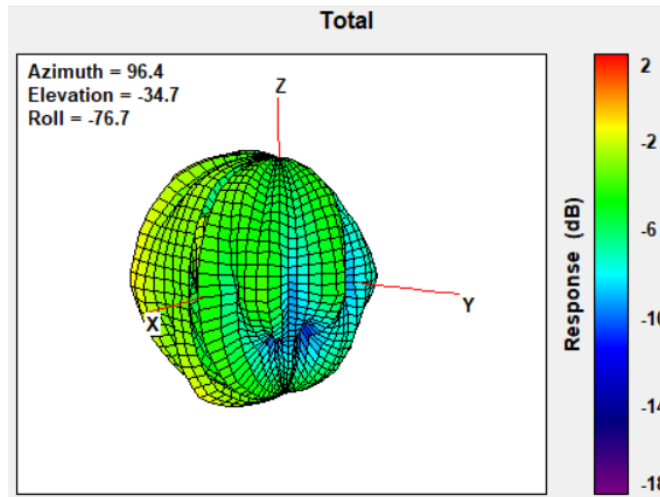 Total
Azimuth = 96.4
Elevation = -34.7
Roll = -76.7
Z
X
Y
Response (dB)
2
-2
-6
-10
-14
-18